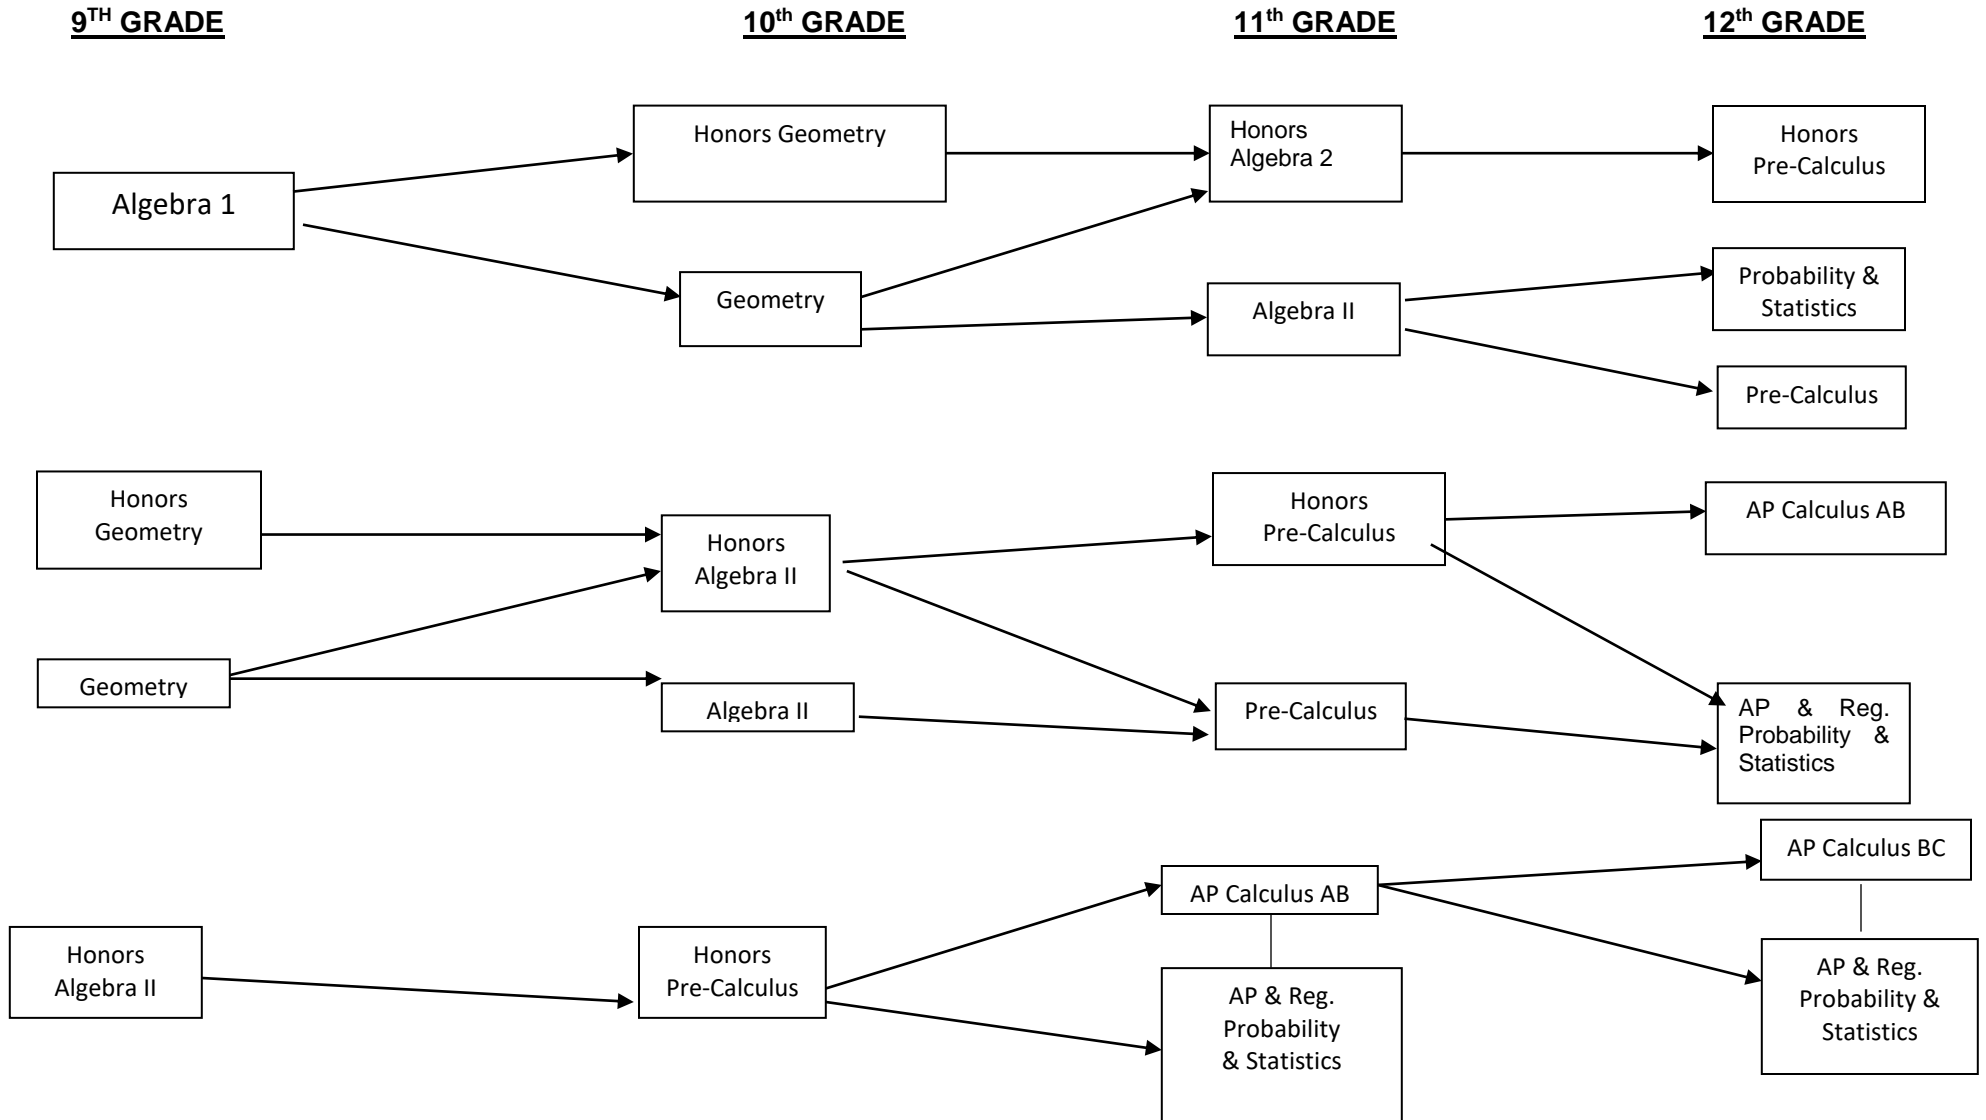 9TH GRADE
10th GRADE
11th GRADE
12th GRADE
Algebra 1
Honors Geometry
Honors
Algebra 2
Honors
Pre-Calculus
Geometry
Algebra II
Probability &
Statistics
Pre-Calculus
Honors
Geometry
Honors
Algebra II
Honors
Pre-Calculus
AP Calculus AB
Geometry
Algebra II
Pre-Calculus
AP & Reg.
Probability &
Statistics
Honors
Algebra II
Honors
Pre-Calculus
AP Calculus AB
AP & Reg.
Probability
& Statistics
AP Calculus BC
AP & Reg.
Probability &
Statistics